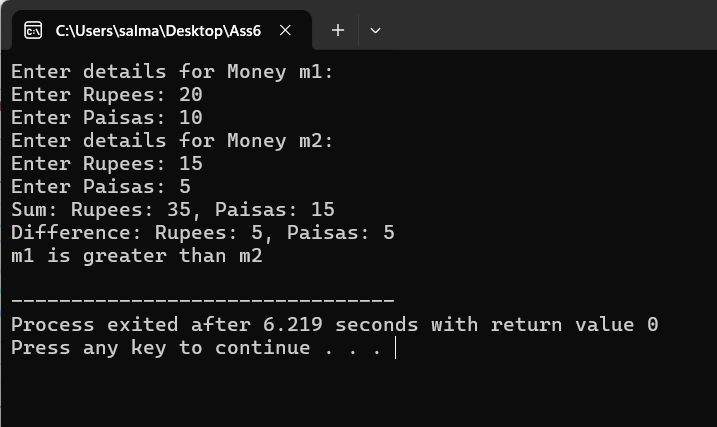 C:\Users\salma\Desktop\Ass6
Enter details for Money m1:
Enter Rupees: 20
Enter Paisas: 10
Enter details for Money m2:
Enter Rupees: 15
Enter Paisas: 5
Sum: Rupees: 35, Paisas: 15
Difference: Rupees: 5, Paisas: 5
m1 is greater than m2
--------------------------------
Process exited after 6.219 seconds with return value 0
Press any key to continue . . .